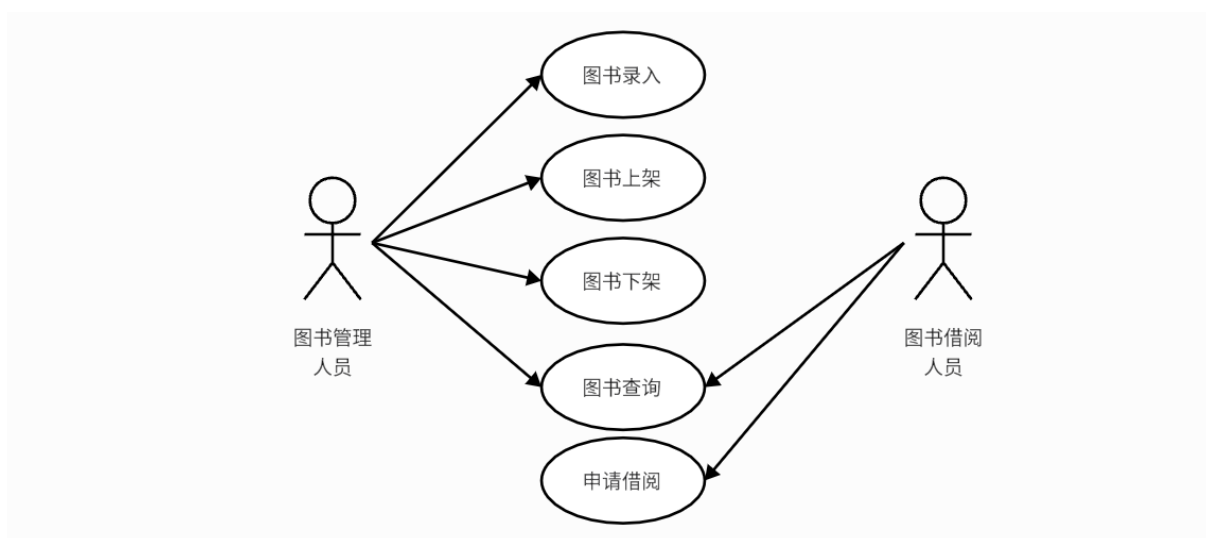 图书录入
图书上架
图书下架
图书管理
人员
图书借阅
人员
图书查询
申请借阅